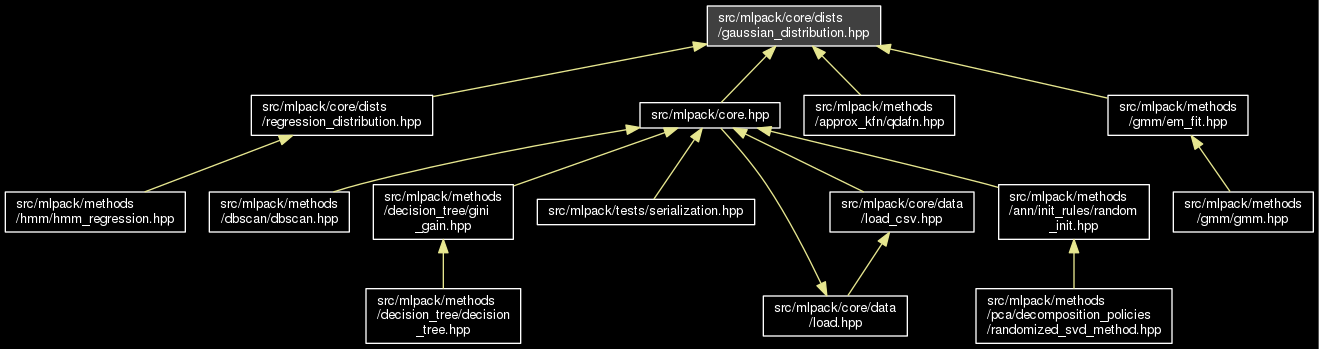 src/mlpack/core/dists
/gaussian_distribution.hpp
src/mlpack/core/dists
/regression_distribution.hpp
src/mlpack/core.hpp
src/mlpack/methods
/approx_kfn/qdafn.hpp
src/mlpack/methods
/gmm/em_fit.hpp
src/mlpack/methods
/hmm/hmm_regression.hpp
src/mlpack/methods
/dbscan/dbscan.hpp
src/mlpack/methods
/decision_tree/gini
_gain.hpp
src/mlpack/tests/serialization.hpp
src/mlpack/core/data
/load_csv.hpp
src/mlpack/methods
/ann/init_rules/random
_init.hpp
src/mlpack/methods
/gmm/gmm.hpp
src/mlpack/methods
/decision_tree/decision
_tree.hpp
src/mlpack/core/data
/load.hpp
src/mlpack/methods
/pca/decomposition_policies
/randomized_svd_method.hpp